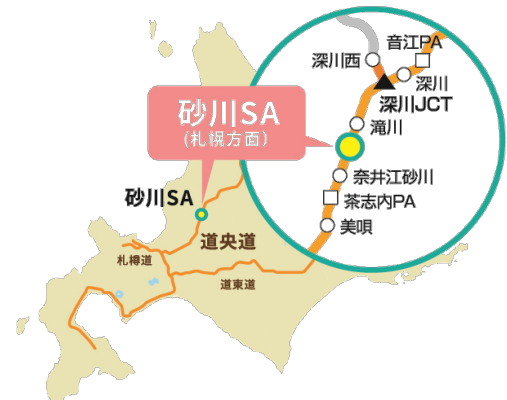 音江PA
深川西
深川
深川JCT
砂川SA
(札幌方面)
滝川
奈井江砂川
砂川SA
茶志内PA
美唄
道央道
札樽道
道東道